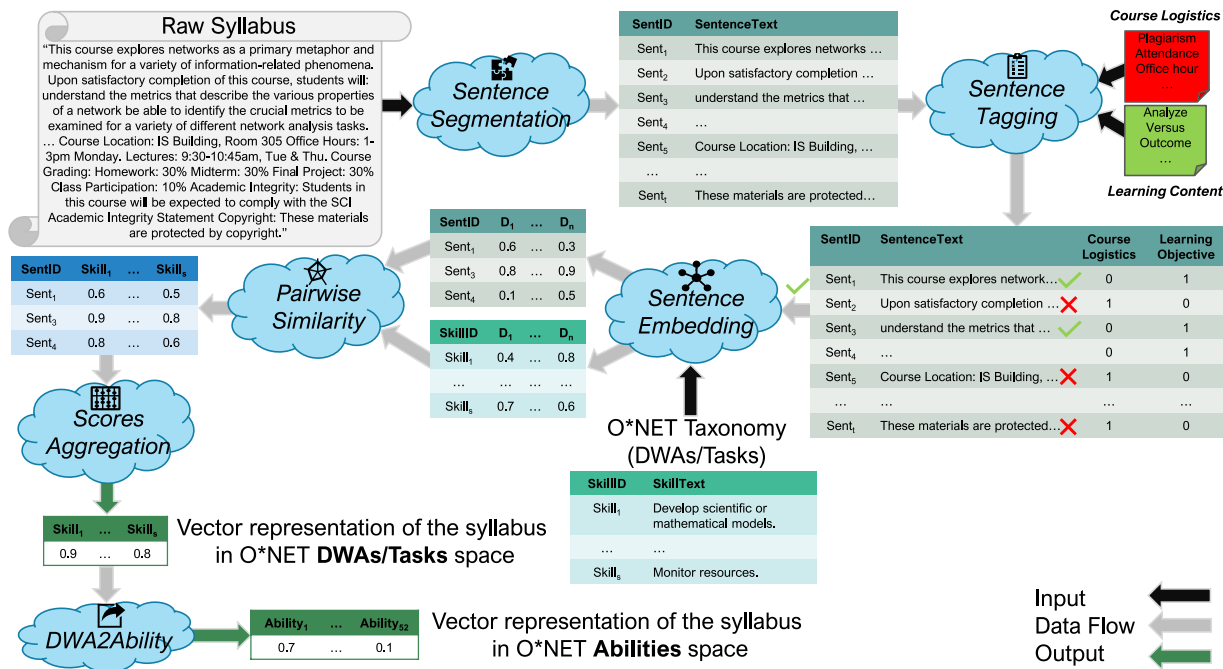 Raw Syllabus
“This course explores networks as a primary metaphor and
mechanism for a variety of information-related phenomena.
Upon satisfactory completion of this course, students will:
understand the metrics that describe the various properties
of a network be able to identify the crucial metrics to be
examined for a variety of different network analysis tasks.
… Course Location: IS Building, Room 305 Office Hours: 1-
3pm Monday. Lectures: 9:30-10:45am, Tue & Thu. Course
Grading: Homework: 30% Midterm: 30% Final Project: 30%
Class Participation: 10% Academic Integrity: Students in
this course will be expected to comply with the SCI
Academic Integrity Statement Copyright: These materials
are protected by copyright.”
Sentence
Segmentation
SentID SentenceText
Sent1 This course explores networks …
Sent2 Upon satisfactory completion …
Sent3 understand the metrics that …
Sent4 …
Sent5 Course Location: IS Building, …
… …
Sentt These materials are protected…
Sentence
Tagging
Course Logistics
Plagiarism
Attendance
Office hour
…
Analyze
Versus
Outcome
…
Learning Content
SentID SentenceText Course Logistics Learning Objective
Sent1 This course explores network… 0 1
Sent2 Upon satisfactory completion … 1 0
Sent3 understand the metrics that … 0 1
Sent4 … 0 1
Sent5 Course Location: IS Building, … 1 0
… … … …
Sentt These materials are protected… 1 0
Sentence
Embedding
O*NET Taxonomy
(DWAs/Tasks)
SkillID SkillText
Skill1 Develop scientific or
mathematical models.
… …
Skills Monitor resources.
SentID D1 … Dn
Sent1 0.6 … 0.3
Sent3 0.8 … 0.9
Sent4 0.1 … 0.5
SkillID D1 … Dn
Skill1 0.4 … 0.8
… … … …
Skills 0.7 … 0.6
Pairwise
Similarity
SentID Skill1 … Skills
Sent1 0.6 … 0.5
Sent3 0.9 … 0.8
Sent4 0.8 … 0.6
Scores
Aggregation
Skill1 … Skills
0.9 … 0.8
Vector representation of the syllabus
in O*NET DWAs/Tasks space
DWA2Ability
Ability1 … Ability52
0.7 … 0.1
Vector representation of the syllabus
in O*NET Abilities space
Input
Data Flow
Output